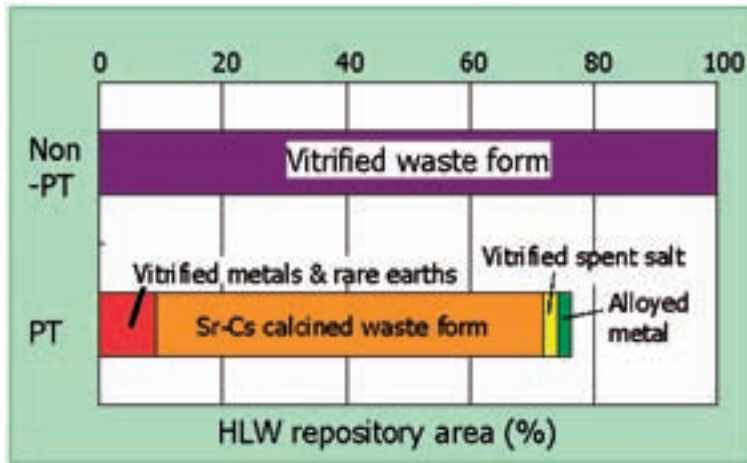 0 20 40 60 80 100
Non
-PT
Vitrified waste form
Vitrified metals & rare earths
Vitrified spent salt
Alloyed
metal
PT
Sr-Cs calcined waste form
HLW repository area (%)